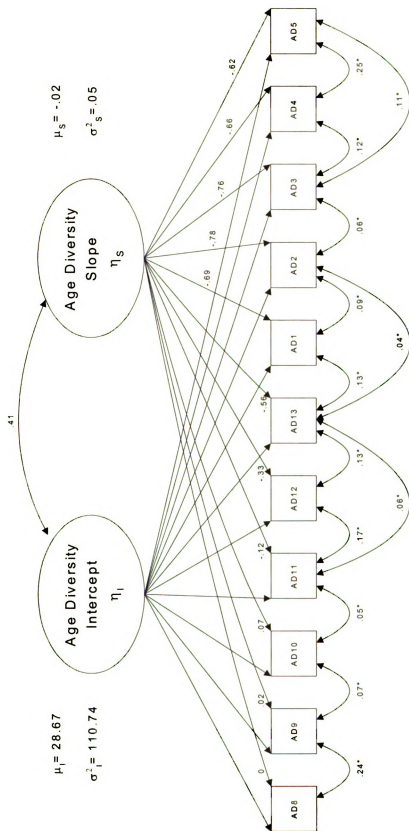 .41
μI = 28.67
σ²I = 110.74
Age Diversity
Intercept
ηI
Age Diversity
Slope
ηS
μS = -.02
σ²S = .05
0
.02
.07
-.12
-.33
-.56
-.69
-.78
-.76
-.66
-.62
AD8
AD9
AD10
AD11
AD12
AD13
AD1
AD2
AD3
AD4
AD5
.24*
.07*
.05*
.17*
.13*
.13*
.09*
.06*
.12*
.25*
.06*
.04*
.11*